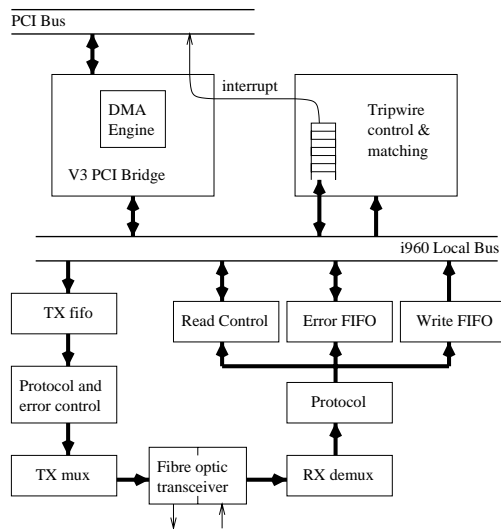 PCI Bus
interrupt
DMA
Engine
V3 PCI Bridge
Tripwire
control &
matching
i960 Local Bus
TX fifo
Read Control
Error FIFO
Write FIFO
Protocol and
error control
Protocol
TX mux
Fibre optic
transceiver
RX demux